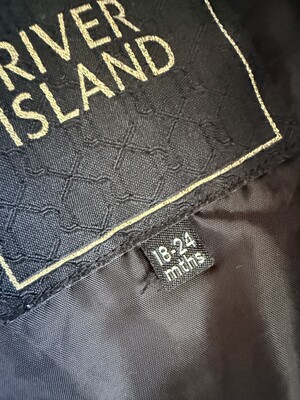 RIVER
ISLAND
18-24
mths